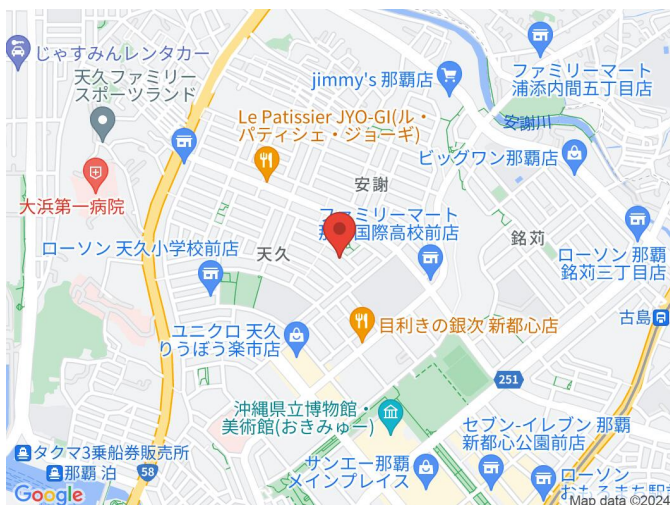 じゃすみんレンタカー
天久ファミリー
スポーツランド
jimmy's 那覇店
ファミリーマート
浦添内間五丁目店
Le Patissier JYO-GI(ル・
パティシェ・ジョーギ)
安謝川
ビッグワン那覇店
大浜第一病院
安謝
ファミリーマート
国際高校前店
ローソン 天久小学校前店
天久
銘苅
ローソン 那覇
銘苅三丁目店
古島
ユニクロ 天久
りうぼう楽市店
目利きの銀次 新都心店
251
沖縄県立博物館・
美術館(おきみゅー)
セブン-イレブン 那覇
新都心公園前店
タクマ3乗船券販売所
那覇 泊
58
サンエー那覇
メインプレイス
ローソン
Google
Map data ©2024